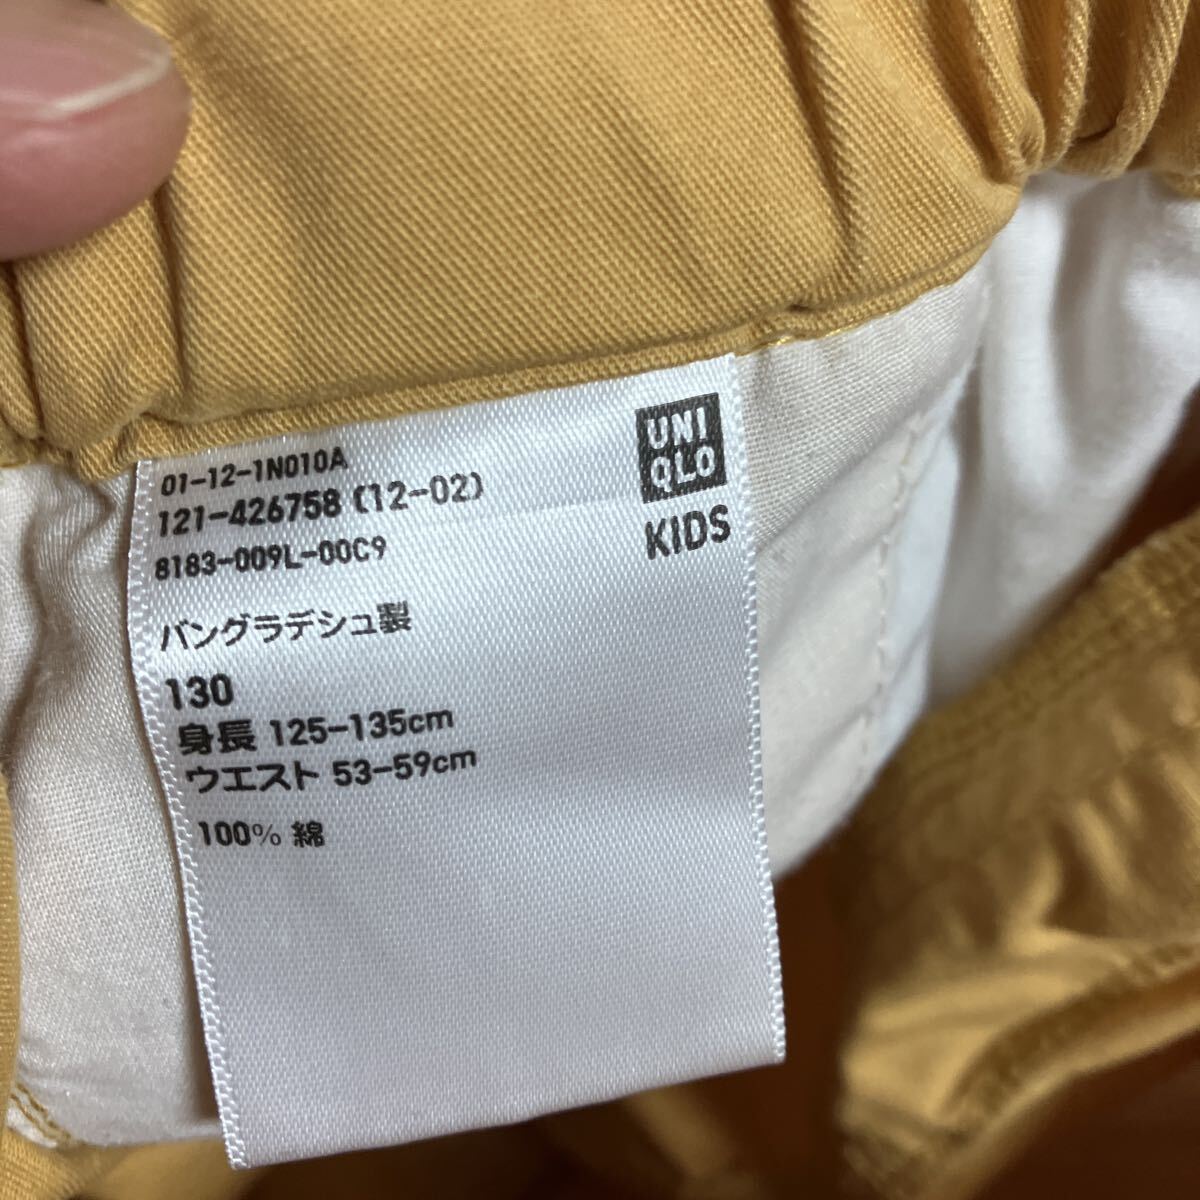 01-12-1N010A
121-426758 (12-02)
8183-009L-00C9
バングラデシュ製
130
身長 125-135cm
ウエスト 53-59cm
100% 綿
UNI
QLO
KIDS